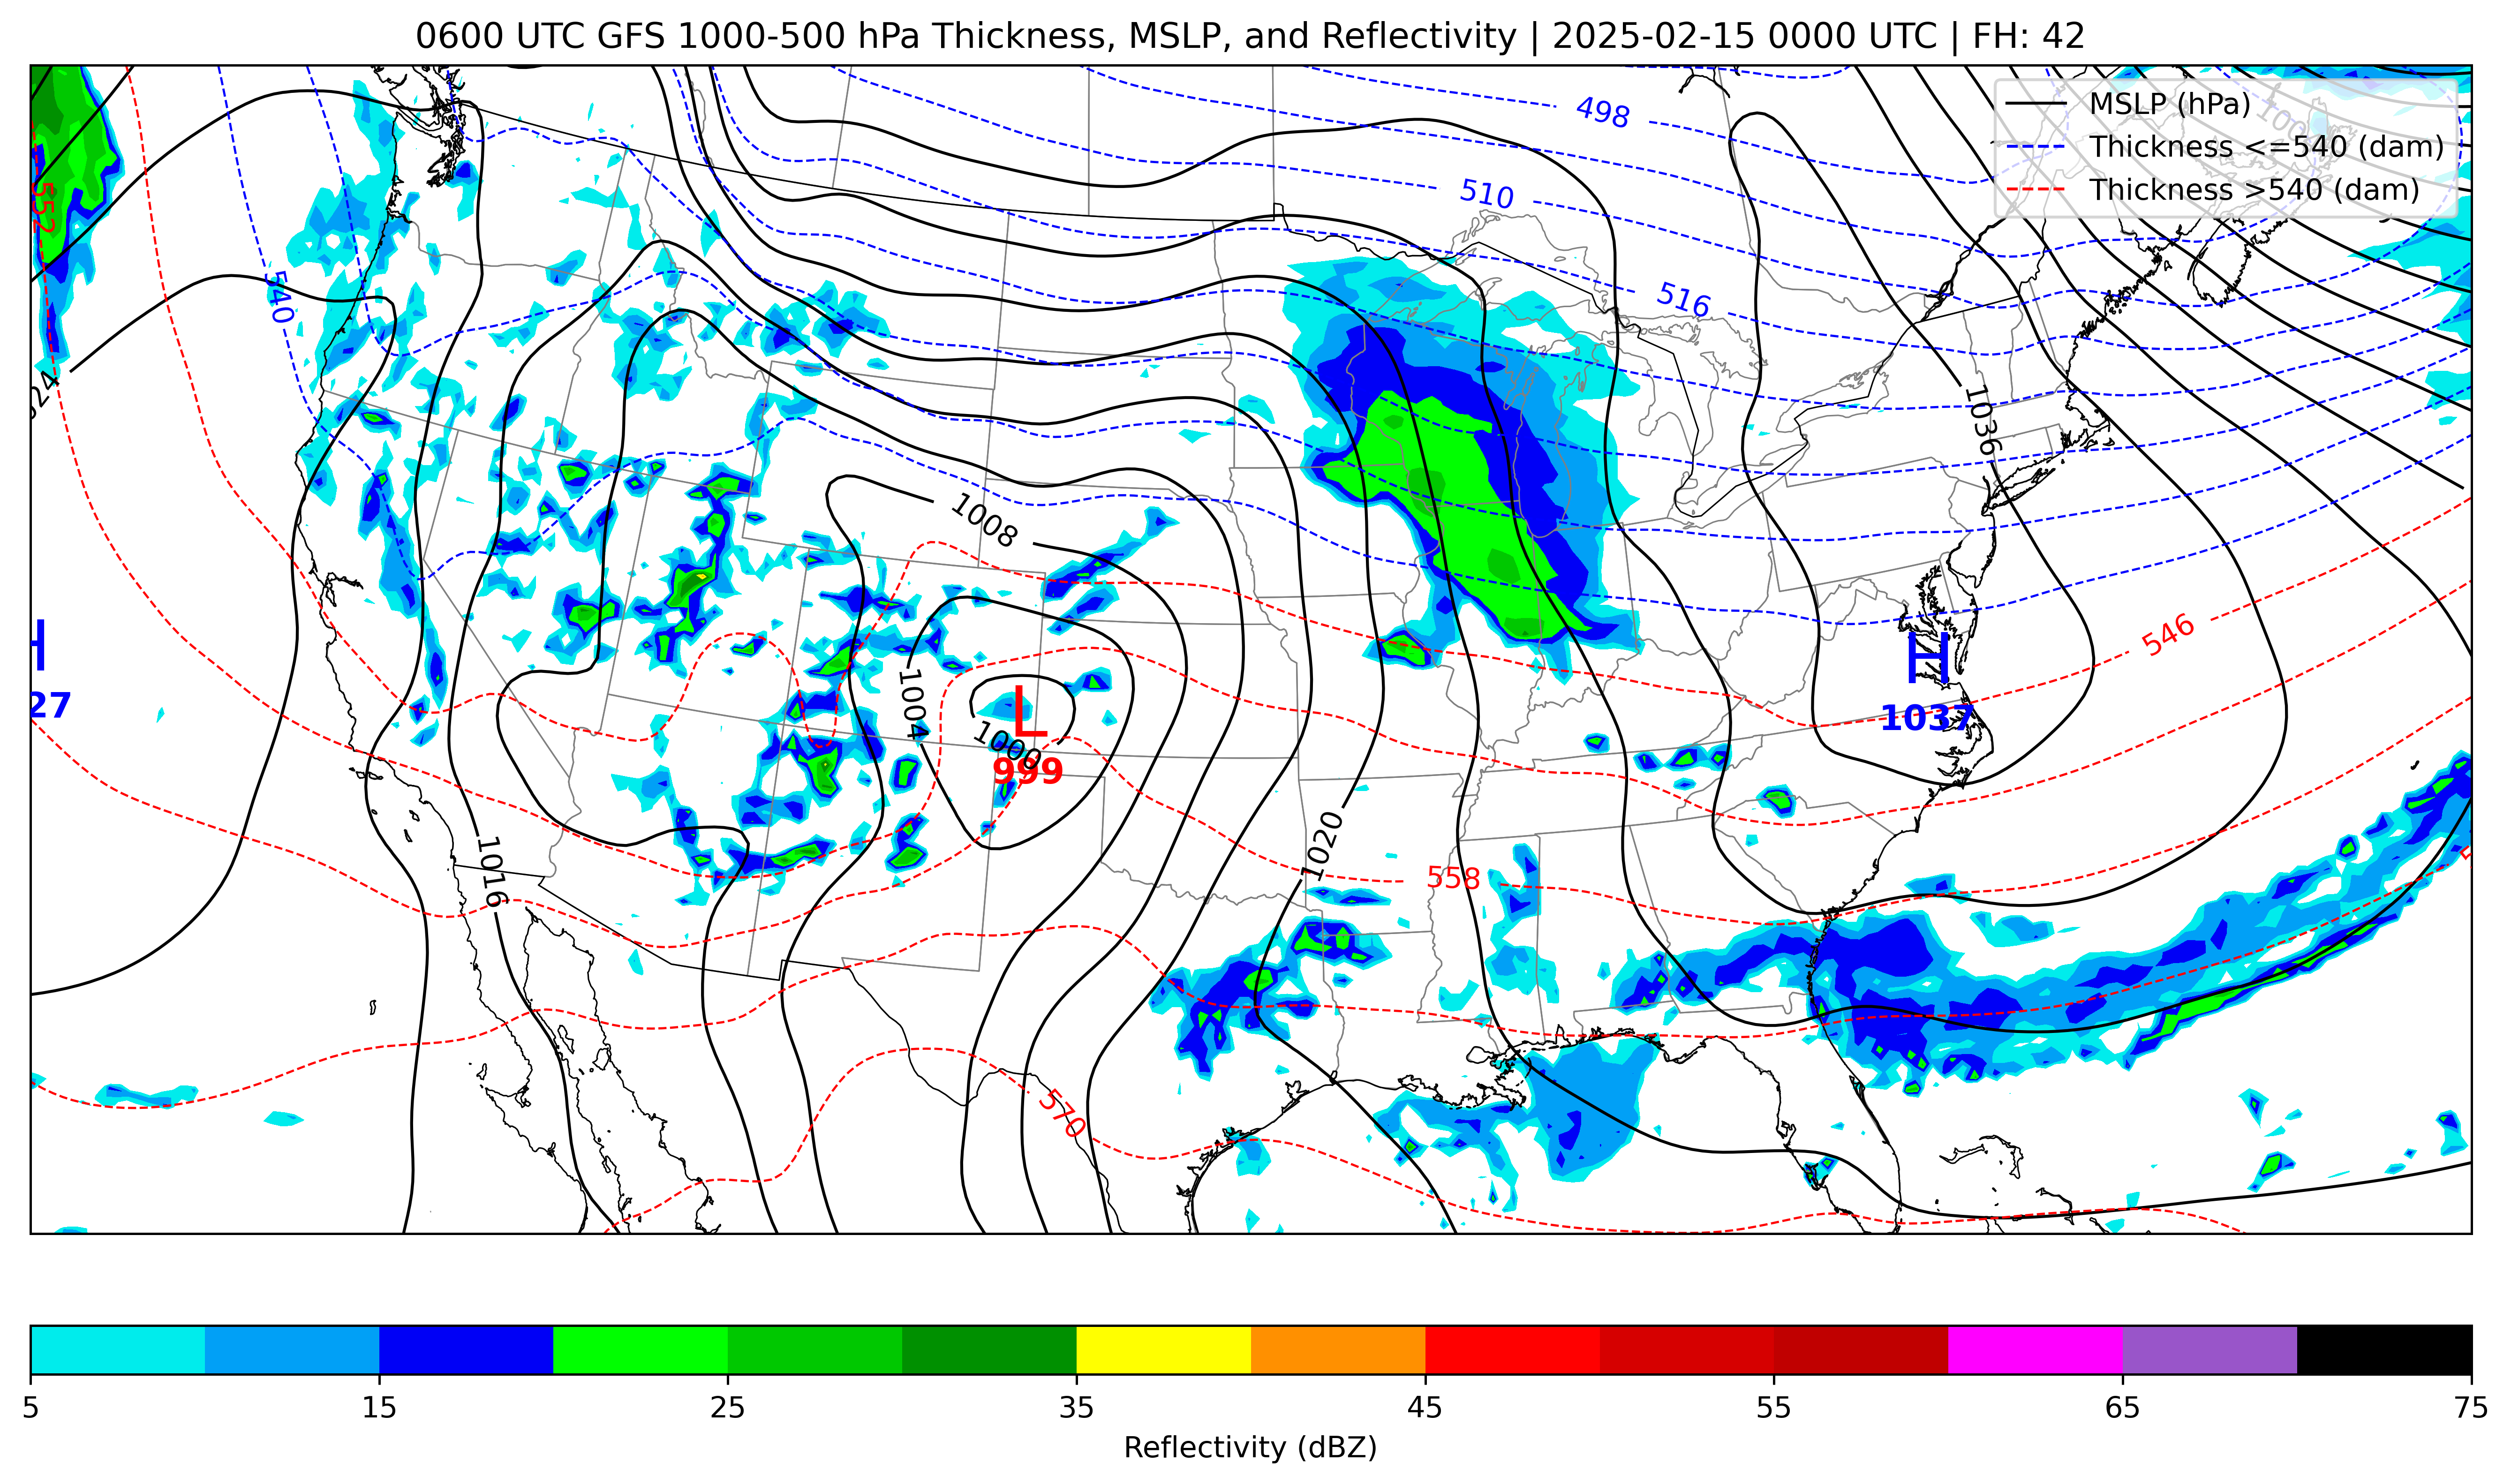 0600 UTC GFS 1000-500 hPa Thickness, MSLP, and Reflectivity | 2025-02-15 0000 UTC | FH: 42
MSLP (hPa)
Thickness <=540 (dam)
Thickness >540 (dam)
498
510
516
552
540
1036
1008
546
H
27
H
1037
1004
L
1000
999
1016
1020
558
570
5 15 25 35 45 55 65 75
Reflectivity (dBZ)